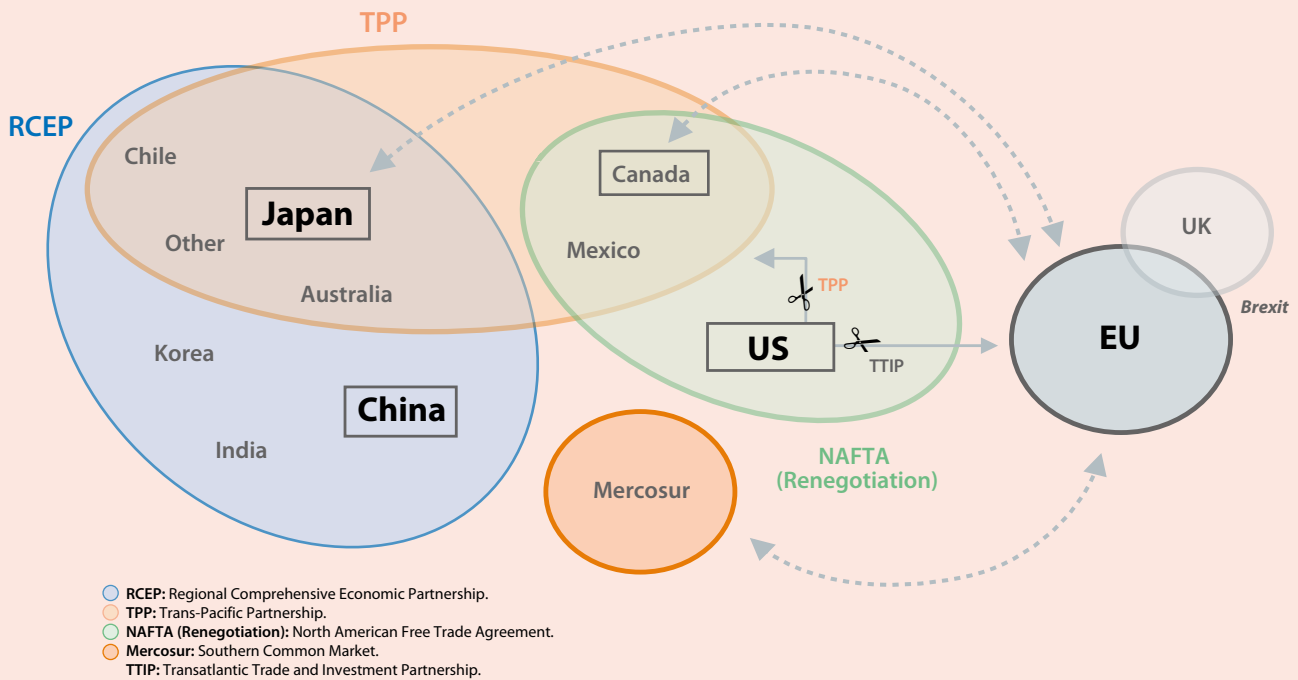 TPP
RCEP
Chile
Canada
Japan
UK
Other
Mexico
Australia
TPP
Brexit
EU
US
TTIP
Korea
China
India
NAFTA
(Renegotiation)
Mercosur
RCEP: Regional Comprehensive Economic Partnership.
TPP: Trans-Pacific Partnership.
NAFTA (Renegotiation): North American Free Trade Agreement.
Mercosur: Southern Common Market.
TTIP: Transatlantic Trade and Investment Partnership.